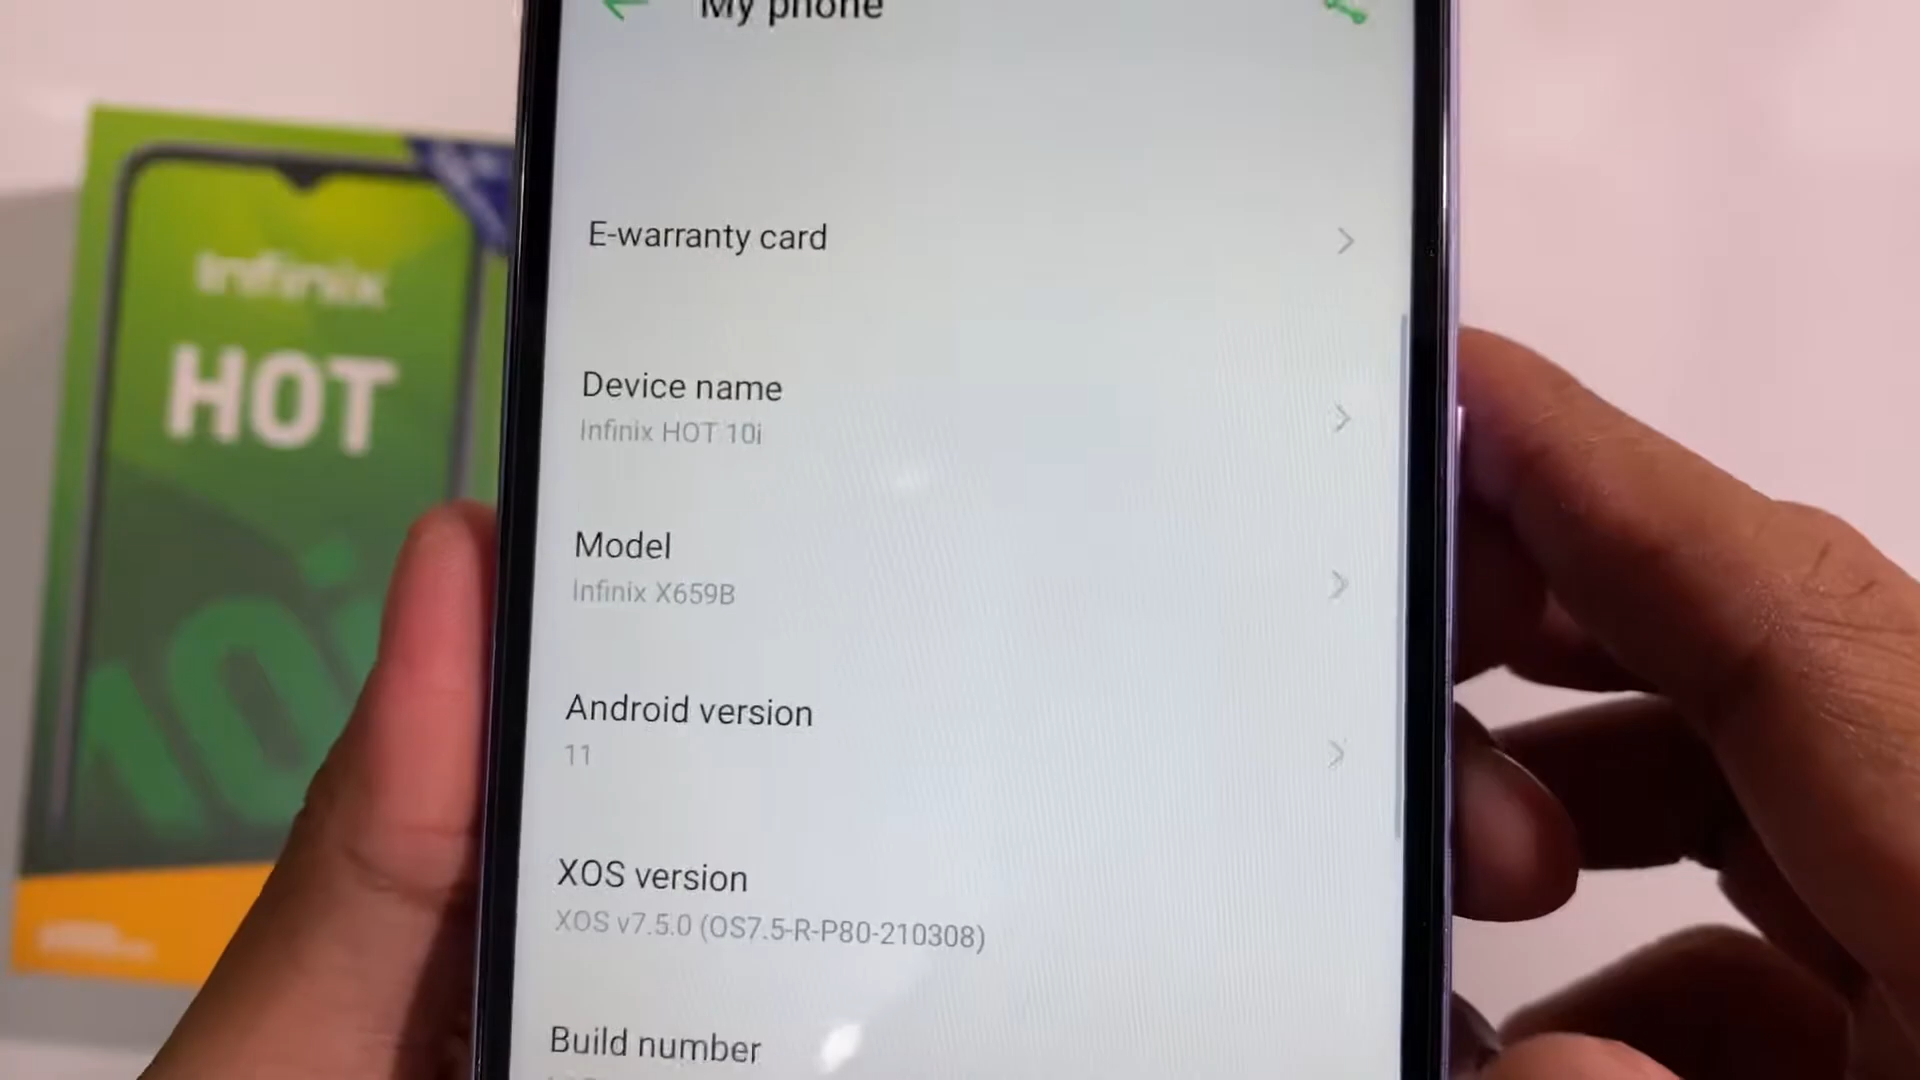 My phone
E-warranty card
Device name
Infinix HOT 10i
Model
Infinix X659B
Android version
11
XOS version
XOS v7.5.0 (OS7.5-R-P80-210308)
Build number
Infinix
HOT
10i